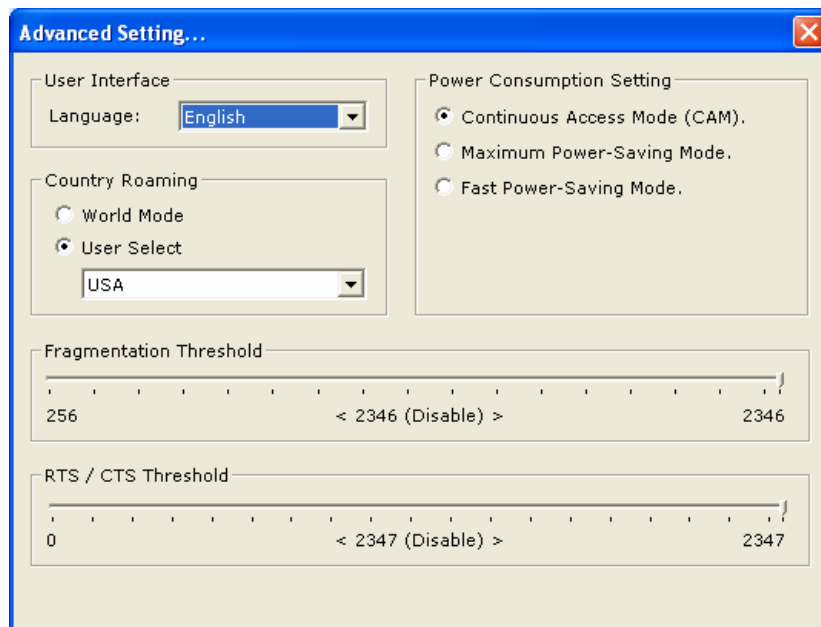 Advanced Setting...
User Interface
Language: English
Country Roaming
World Mode
User Select
USA
Power Consumption Setting
Continuous Access Mode (CAM).
Maximum Power-Saving Mode.
Fast Power-Saving Mode.
Fragmentation Threshold
256 < 2346 (Disable) > 2346
RTS / CTS Threshold
0 < 2347 (Disable) > 2347